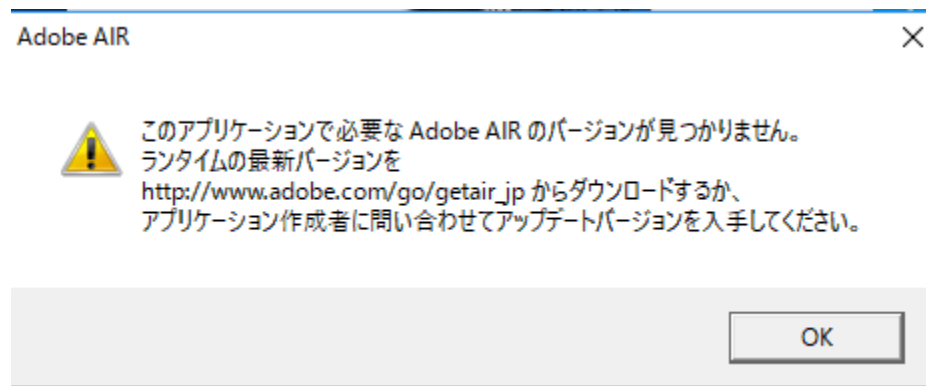 Adobe AIR
このアプリケーションで必要な Adobe AIR のバージョンが見つかりません。
ランタイムの最新バージョンを
http://www.adobe.com/go/getair_jp からダウンロードするか、
アプリケーション作成者に問い合わせてアップデートバージョンを入手してください。
OK